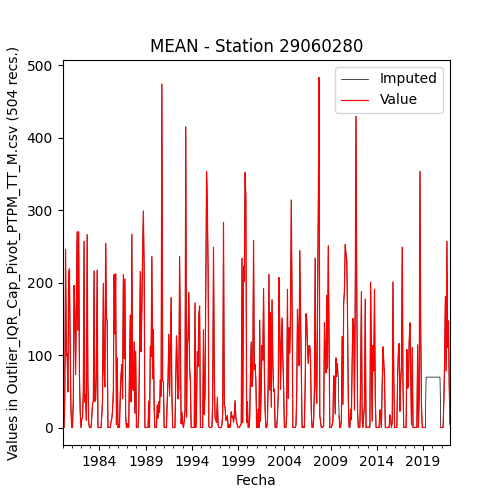 MEAN - Station 29060280
Values in Outlier_IQR_Cap_Pivot_PTPM_TT_M.csv (504 recs.)
500
400
300
200
100
0
Imputed
Value
1984 1989 1994 1999 2004 2009 2014 2019
Fecha